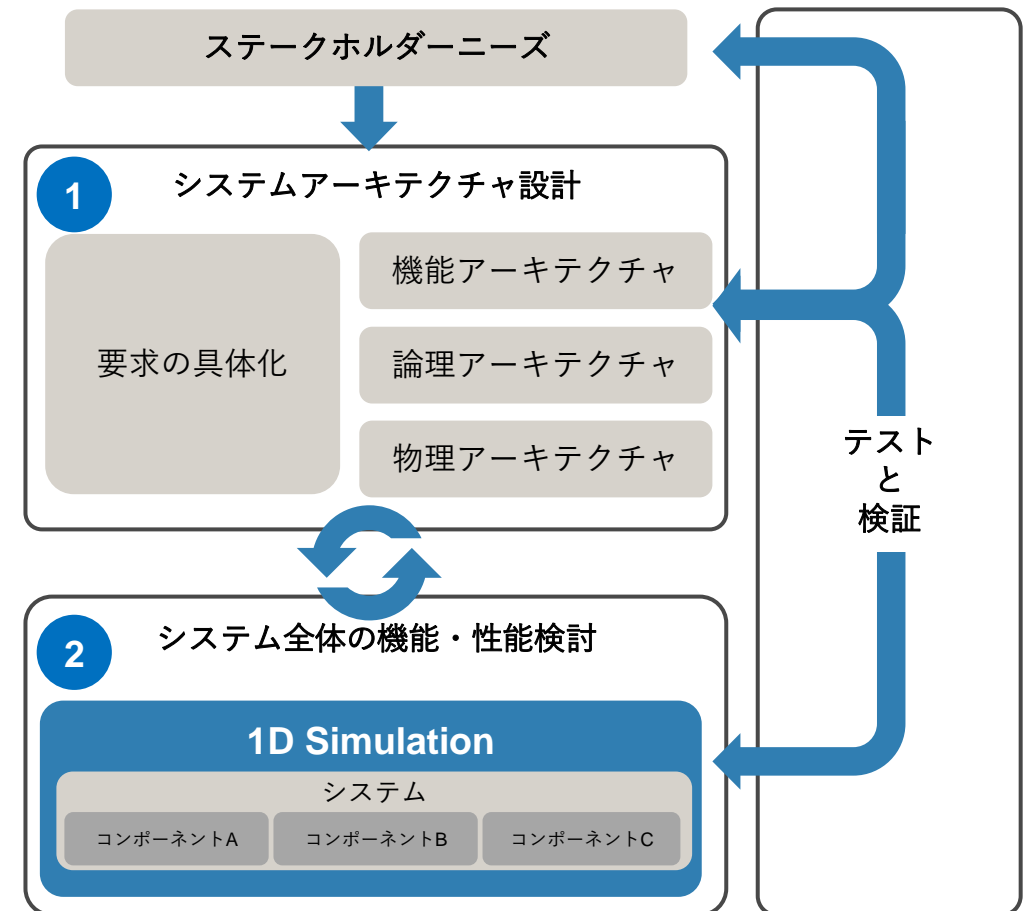 ステークホルダーニーズ
1
システムアーキテクチャ設計
要求の具体化
機能アーキテクチャ
論理アーキテクチャ
物理アーキテクチャ
テスト
と
検証
2
システム全体の機能・性能検討
1D Simulation
システム
コンポーネントA
コンポーネントB
コンポーネントC